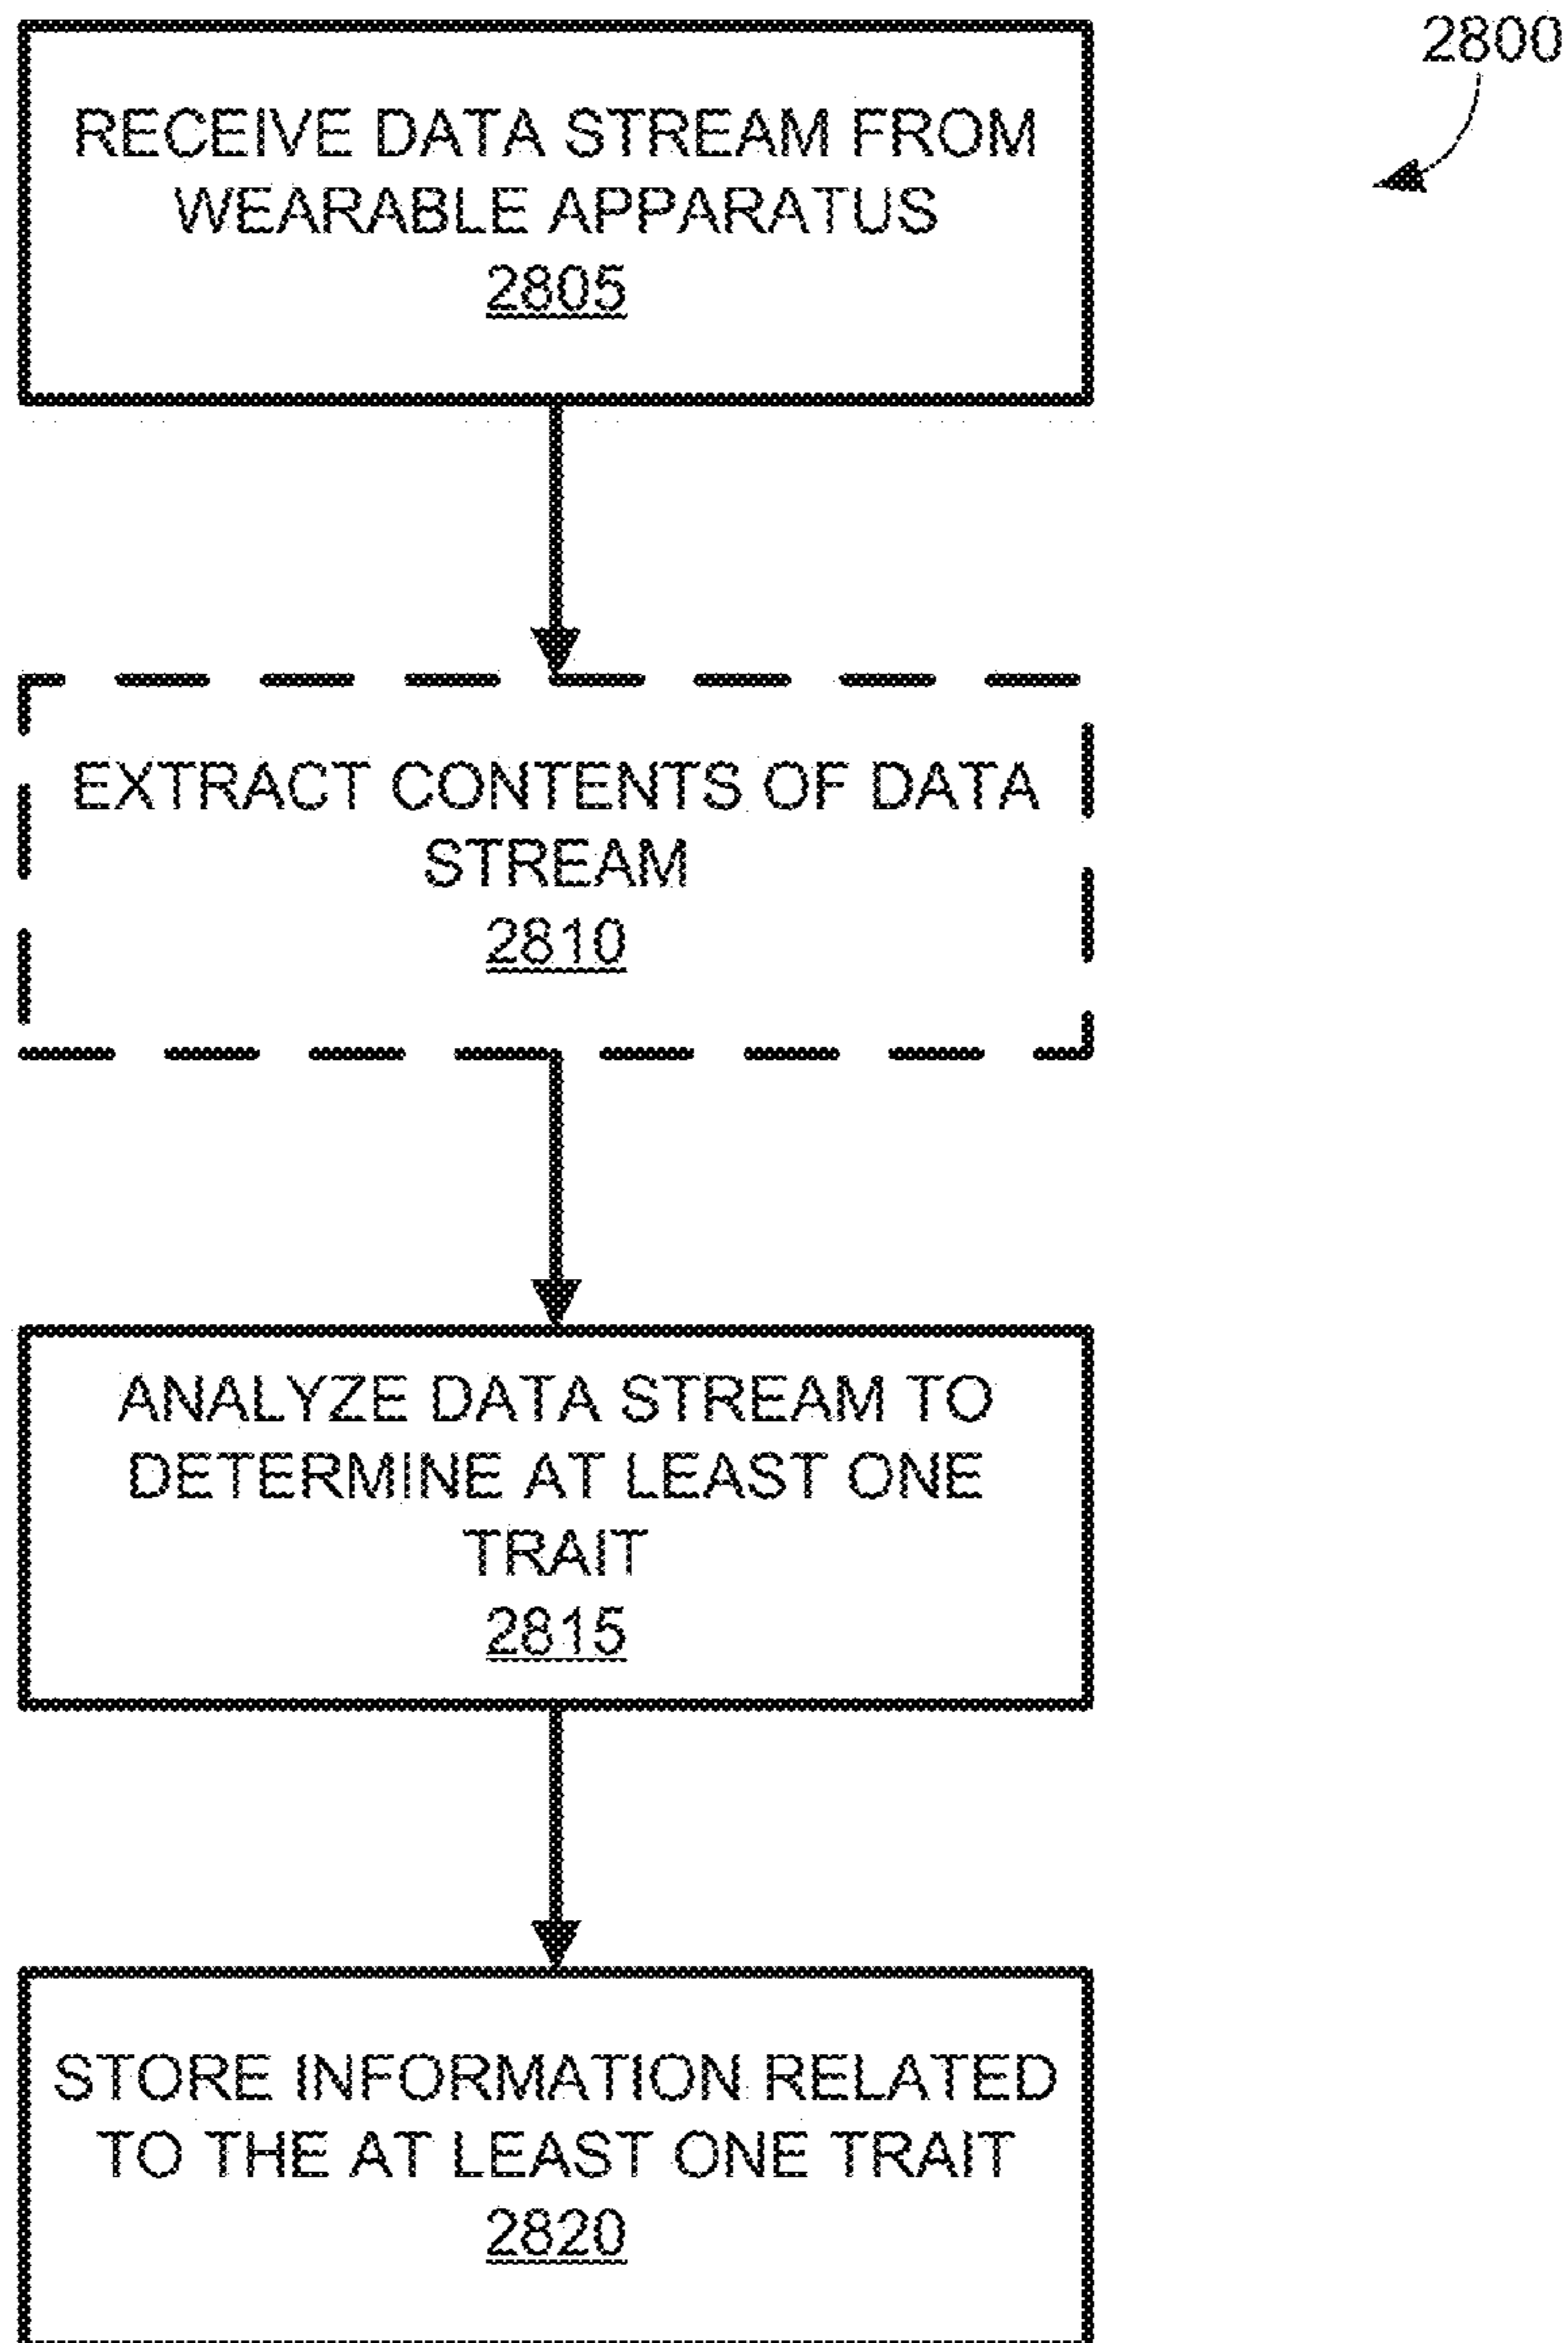 2800
RECEIVE DATA STREAM FROM
WEARABLE APPARATUS
2805
EXTRACT CONTENTS OF DATA
STREAM
2810
ANALYZE DATA STREAM TO
DETERMINE AT LEAST ONE
TRAIT
2815
STORE INFORMATION RELATED
TO THE AT LEAST ONE TRAIT
2820